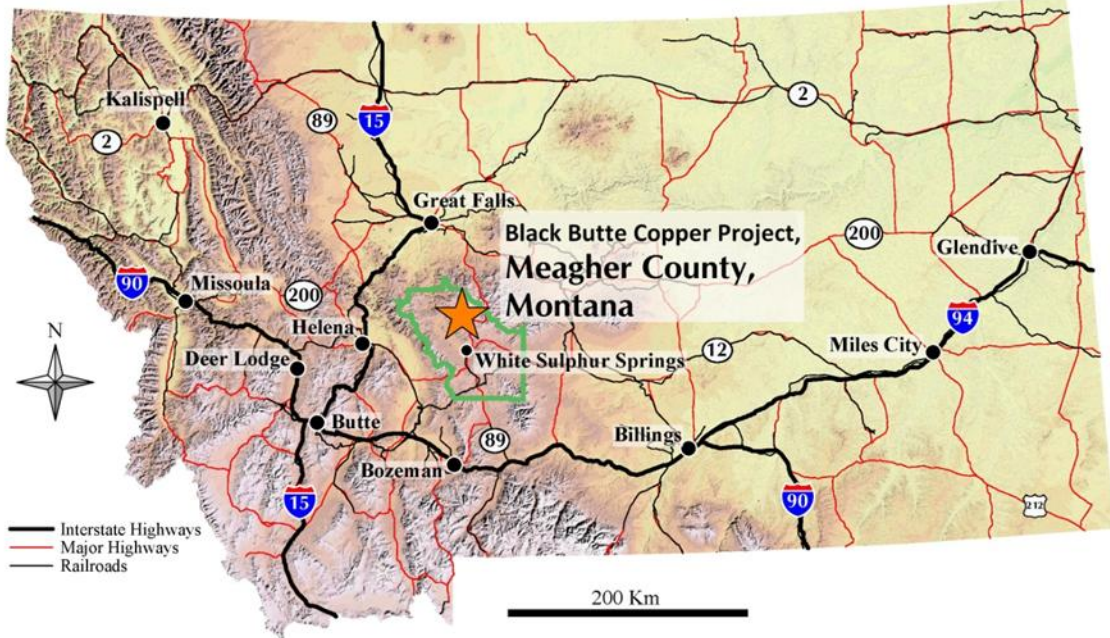 Kalispell
2
89
15
2
Great Falls
Black Butte Copper Project,
Meagher County,
Montana
200
Glendive
90
Missoula
200
Helena
94
N
Deer Lodge
White Sulphur Springs
12
Miles City
Butte
89
Billings
Bozeman
15
90
212
Interstate Highways
Major Highways
Railroads
200 Km